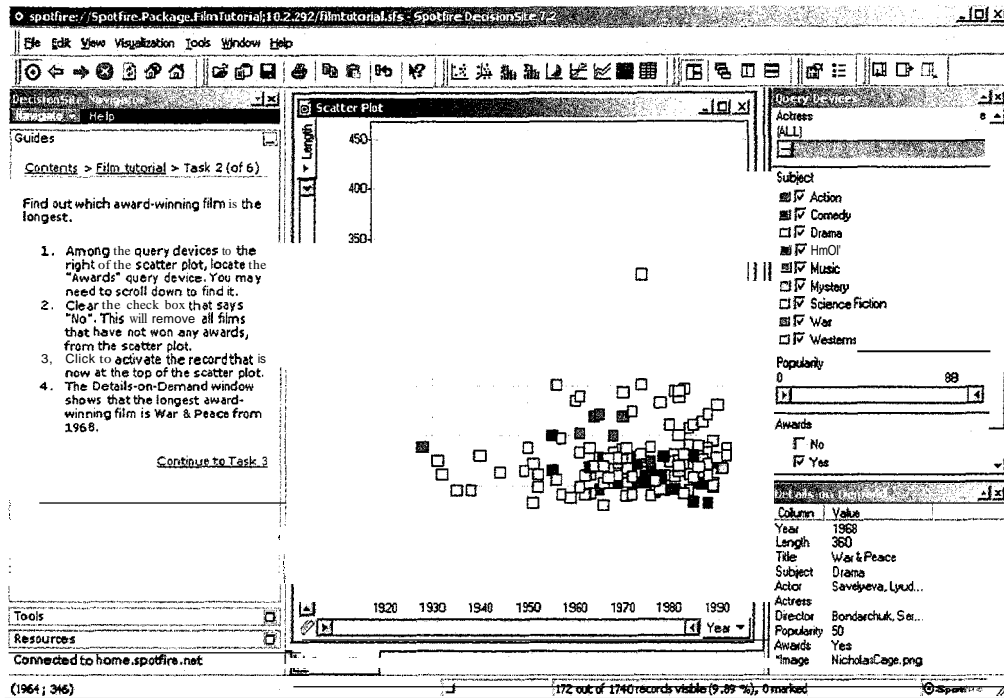 spotfire://Spotfire.Package.FilmTutorial;10.2.292/filmtutorial.sfs - Spotfire DecisionSite 7.2
File Edit View Visualization Tools Window Help
DecisionSite Navigator
Navigate Help
Guides
Contents > Film tutorial > Task 2 (of 6)
Find out which award-winning film is the
longest.
1. Among the query devices to the
right of the scatter plot, locate the
"Awards" query device. You may
need to scroll down to find it.
2. Clear the check box that says
"No". This will remove all films
that have not won any awards,
from the scatter plot.
3, Click to activate the record that is
now at the top of the scatter plot.
4. The Details-on-Demand window
shows that the longest award-
winning film is War & Peace from
1968.
Continue to Task 3
Tools
Resources
Connected to home.spotfire.net
(1964 ; 346)
Scatter Plot
Length
450
400
350
1920 1930 1940 1950 1960 1970 1980 1990
Year
172 out of 1740 records visible (9.89 %), 0 marked
Spotfire
Query Devices
Actress
(ALL)
Subject
Action
Comedy
Drama
HmOl'
Music
Mystery
Science Fiction
War
Westerns
Popularity
0 88
Awards
No
Yes
Details on Demand
Column Value
Year 1968
Length 360
Title War & Peace
Subject Drama
Actor Savelyeva, Lyud...
Actress
Director Bondarchuk, Ser...
Popularity 50
Awards Yes
*Image NicholasCage.png